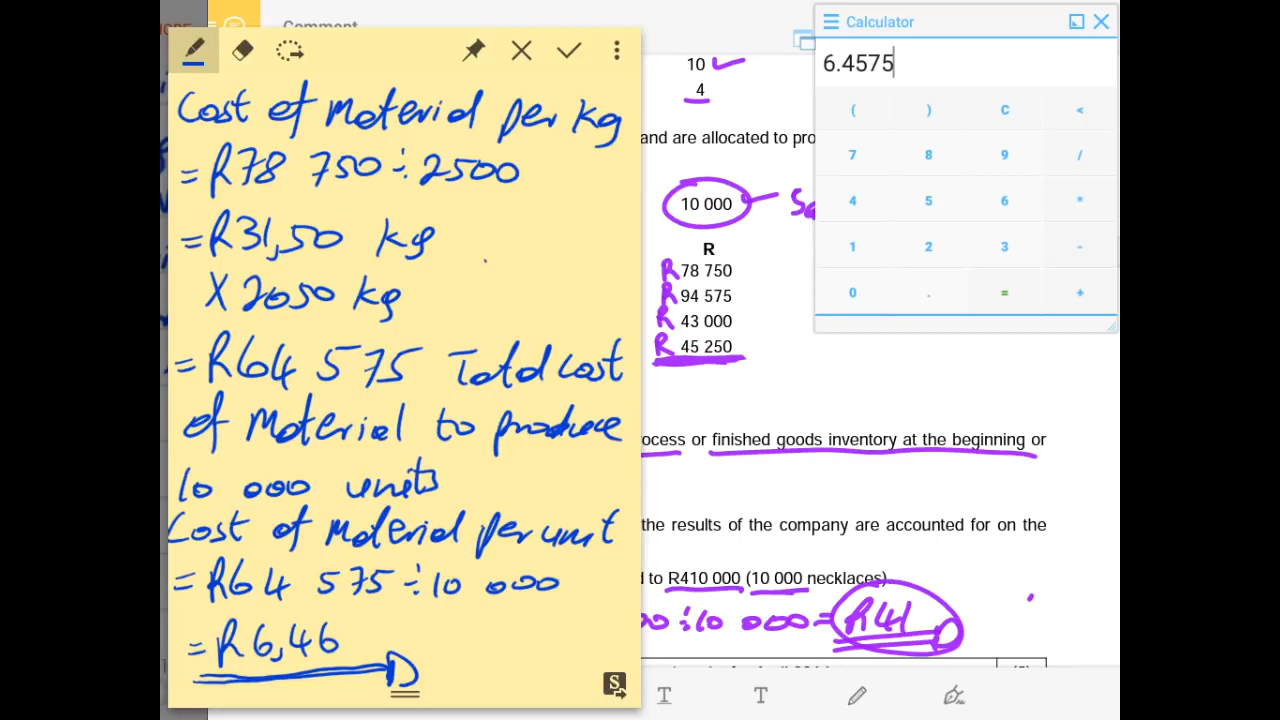 Comment
Cost of Material per kg
= R78 750 ÷ 2500
= R31,50 kg
X 2050 kg
= R64 575 Total cost
of Material to produce
10 000 units
Cost of Material per unit
= R64 575 ÷ 10 000
= R6,46
10
4
and are allocated to pro
10 000
R
R 78 750
R 94 575
R 43 000
R 45 250
ocess or finished goods inventory at the beginning or
the results of the company are accounted for on the
d to R410 000 (10 000 necklaces)
00 ÷ 10 000 = R41
Calculator
6.4575
( ) C <
7 8 9 /
4 5 6 *
1 2 3 -
0 . = +